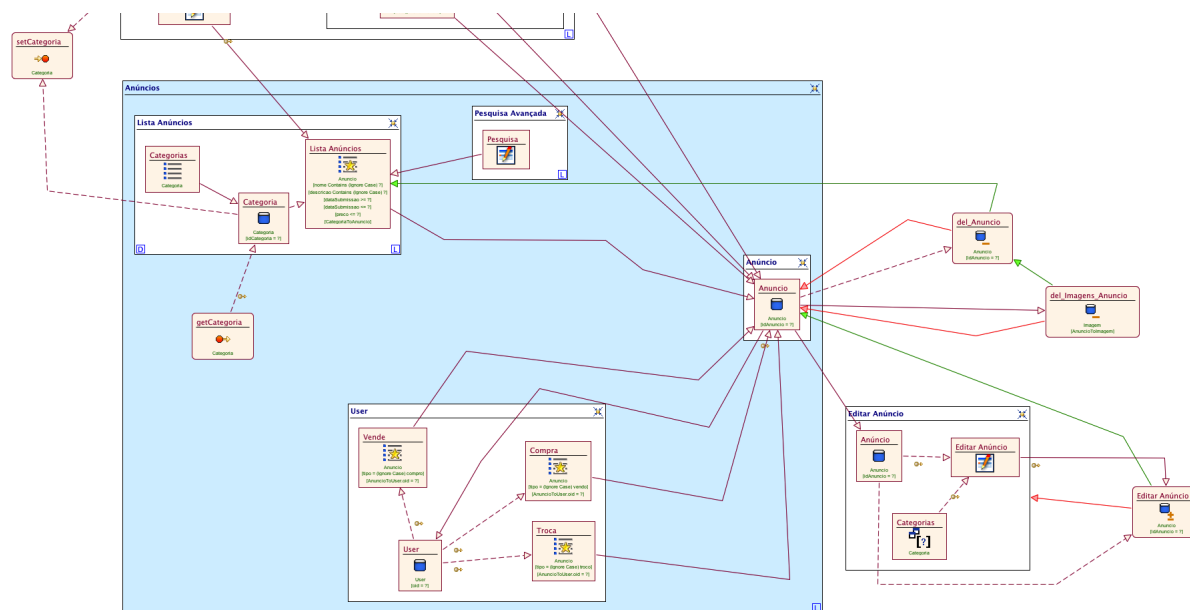 setCategoria
Categoria
L
Anúncios
Lista Anúncios
Categorias
Categoria
Categoria
Categoria
[idCategoria = ?]
Lista Anúncios
Anuncio
[nome Contains (Ignore Case) ?]
[descricao Contains (Ignore Case) ?]
[dataSubmissao >= ?]
[dataSubmissao <= ?]
[preco <= ?]
[CategoriaToAnuncio]
D
L
Pesquisa Avançada
Pesquisa
L
getCategoria
Categoria
Anúncio
Anuncio
Anuncio
[idAnuncio = ?]
del_Anuncio
Anuncio
[idAnuncio = ?]
del_Imagens_Anuncio
Imagem
[AnuncioToImagem]
User
Vende
Anuncio
[tipo = (Ignore Case) compro]
[AnuncioToUser.oid = ?]
Compra
Anuncio
[tipo = (Ignore Case) vendo]
[AnuncioToUser.oid = ?]
Troca
Anuncio
[tipo = (Ignore Case) troco]
[AnuncioToUser.oid = ?]
User
User
[oid = ?]
Editar Anúncio
Anúncio
Anuncio
[idAnuncio = ?]
Editar Anúncio
Categorias
[?]
Categoria
Editar Anúncio
Anuncio
[idAnuncio = ?]
L